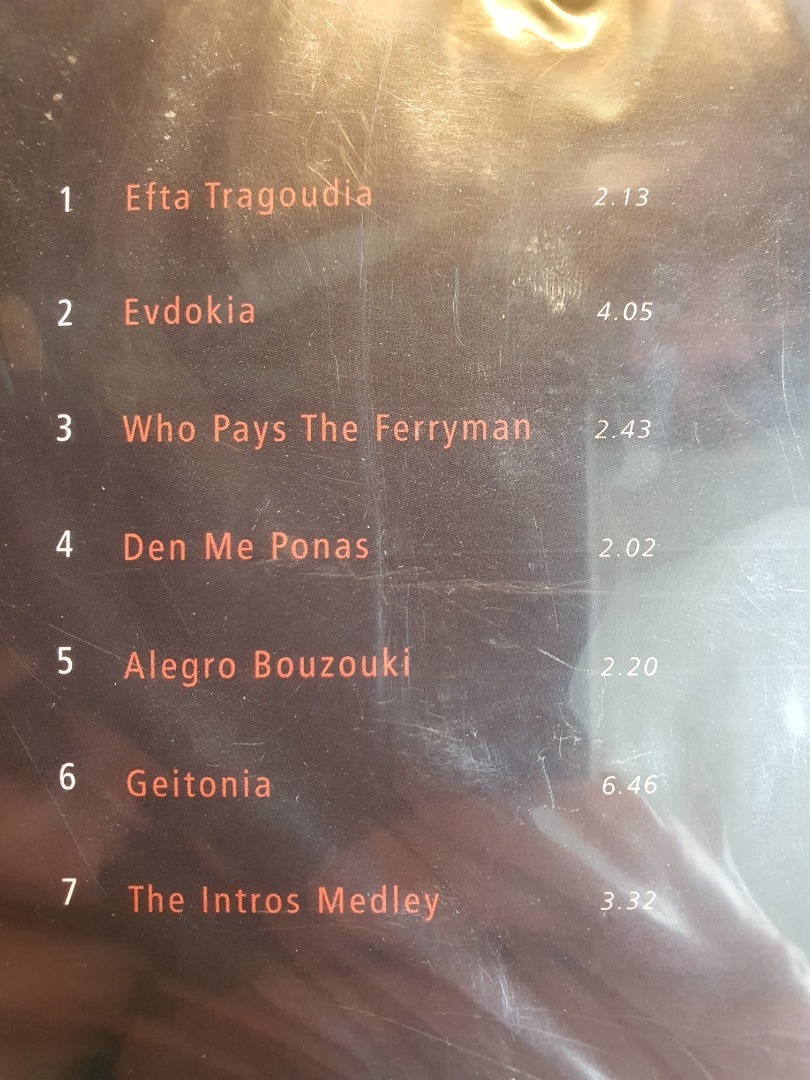 1 Efta Tragoudia 2.13
2 Evdokia 4.05
3 Who Pays The Ferryman 2.43
4 Den Me Ponas 2.02
5 Alegro Bouzouki 2.20
6 Geitonia 6.46
7 The Intros Medley 3.32